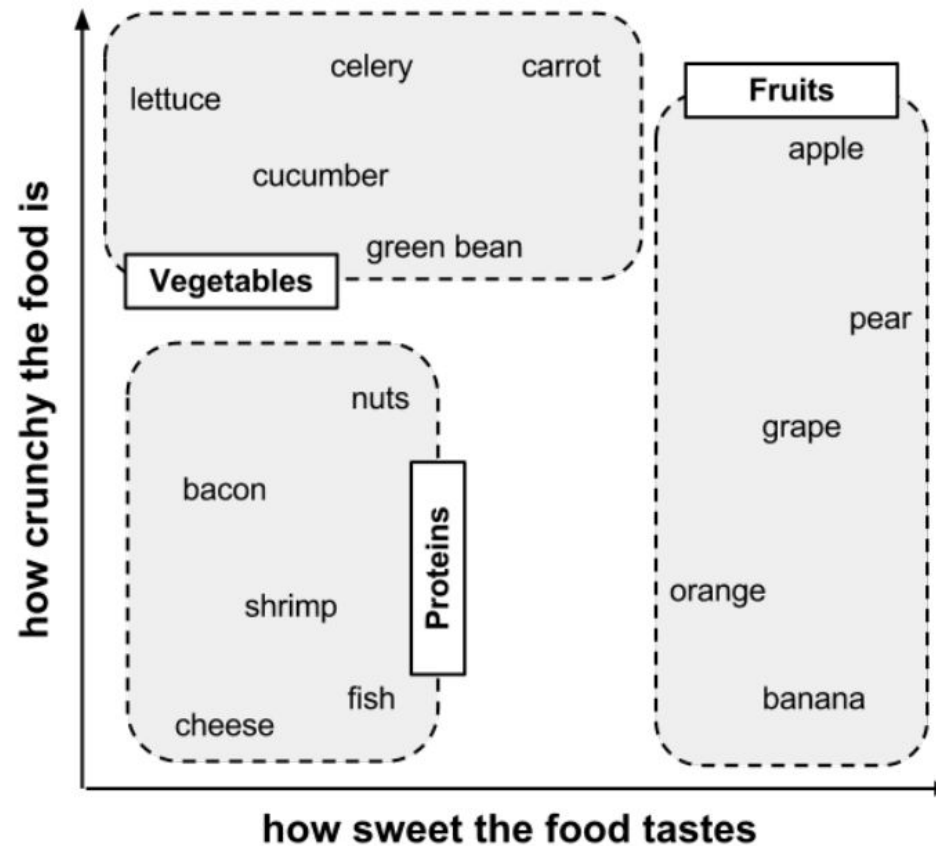 celery
carrot
lettuce
Fruits
apple
cucumber
green bean
Vegetables
pear
nuts
grape
bacon
Proteins
shrimp
orange
fish
banana
cheese
how crunchy the food is
how sweet the food tastes